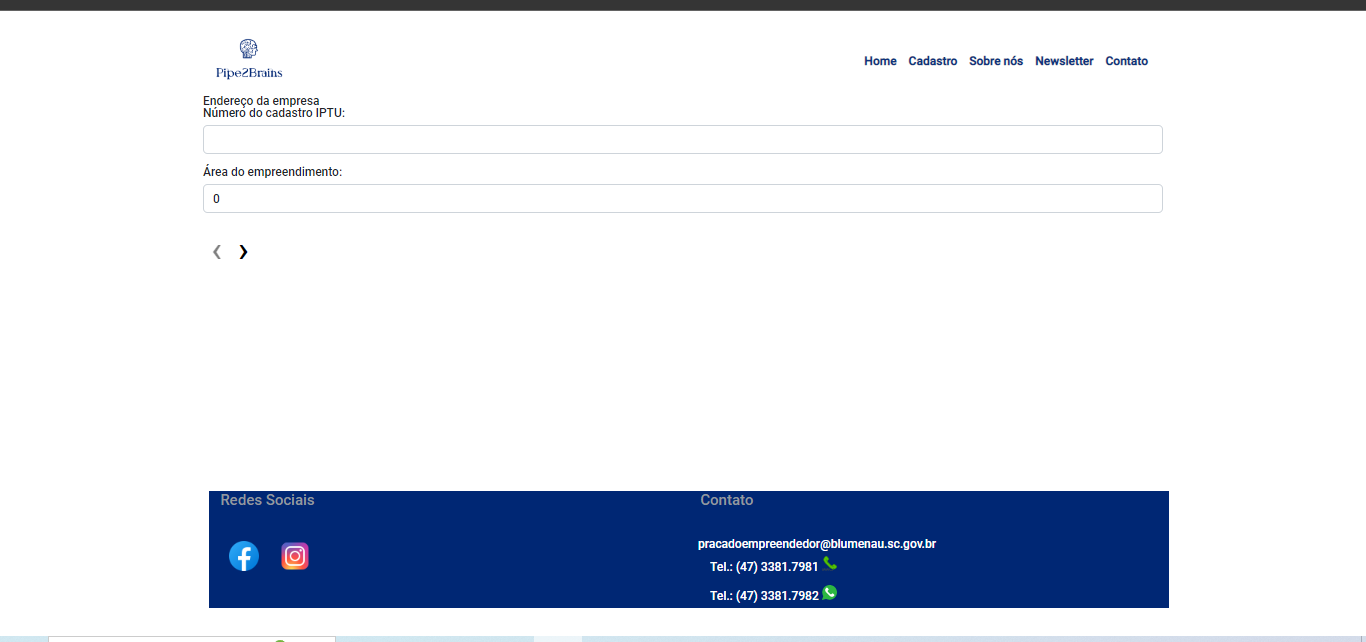 Pipe2Brains
Home Cadastro Sobre nós Newsletter Contato
Endereço da empresa
Número do cadastro IPTU:
Área do empreendimento:
0
❮ ❯
Redes Sociais
Contato
pracadoempreendedor@blumenau.sc.gov.br
Tel.: (47) 3381.7981
Tel.: (47) 3381.7982